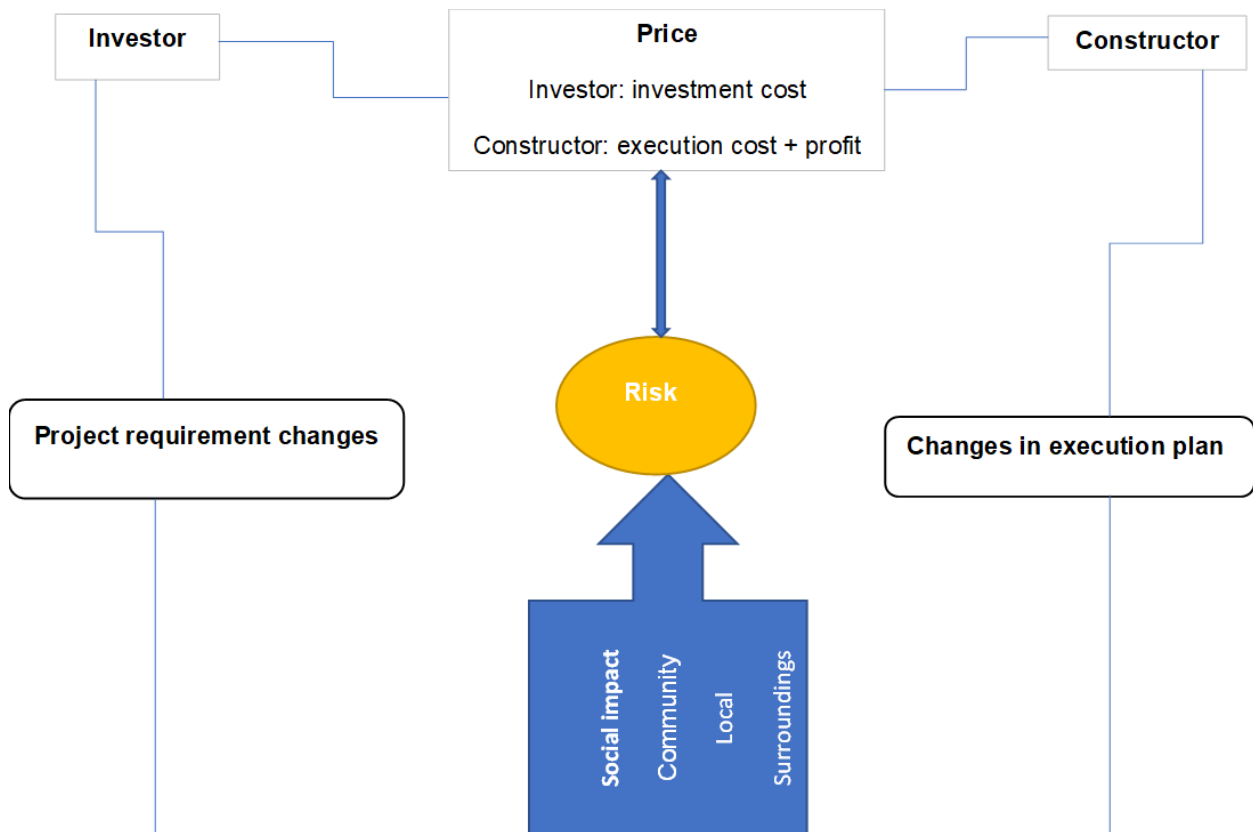 Investor
Price
Investor: investment cost
Constructor: execution cost + profit
Constructor
Risk
Project requirement changes
Changes in execution plan
Social impact
Community
Local
Surroundings